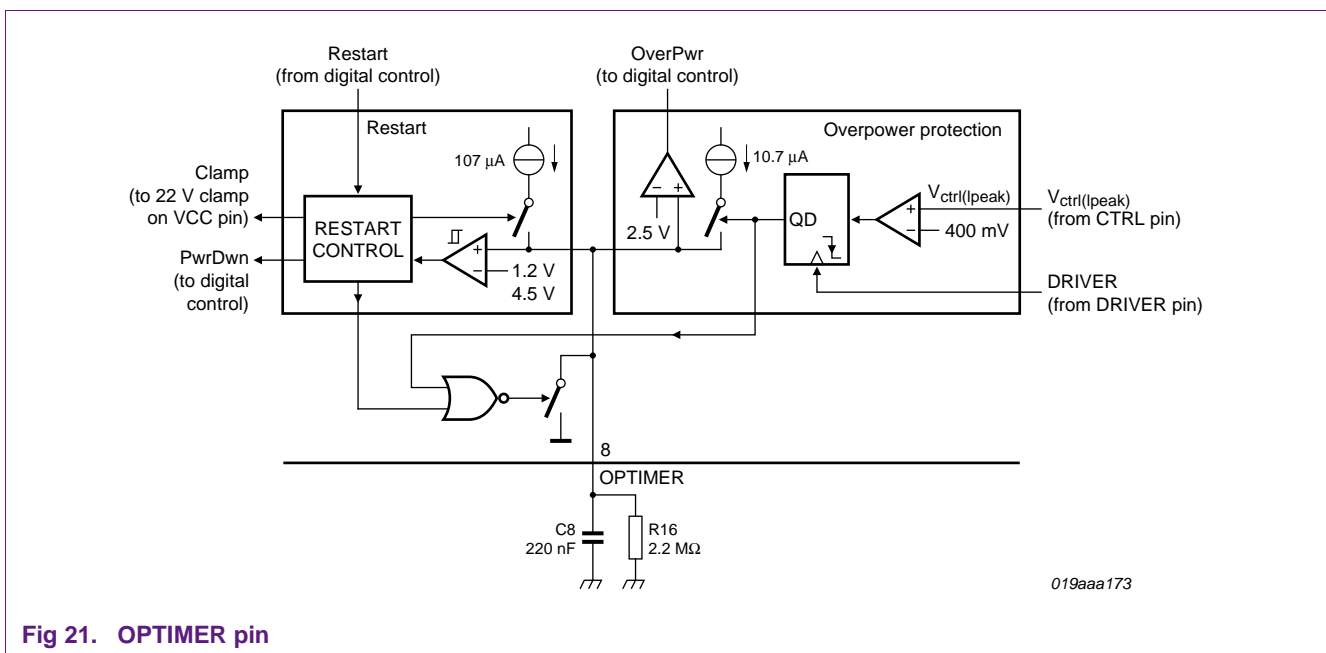 Restart
(from digital control)
OverPwr
(to digital control)
Restart
Overpower protection
107 μA
10.7 μA
Clamp
(to 22 V clamp
on VCC pin)
PwrDwn
(to digital
control)
RESTART
CONTROL
+
−
1.2 V
4.5 V
− +
2.5 V
QD
+
−
Vctrl(Ipeak)
400 mV
Vctrl(Ipeak)
(from CTRL pin)
DRIVER
(from DRIVER pin)
8
OPTIMER
C8
220 nF
R16
2.2 MΩ
019aaa173
Fig 21. OPTIMER pin